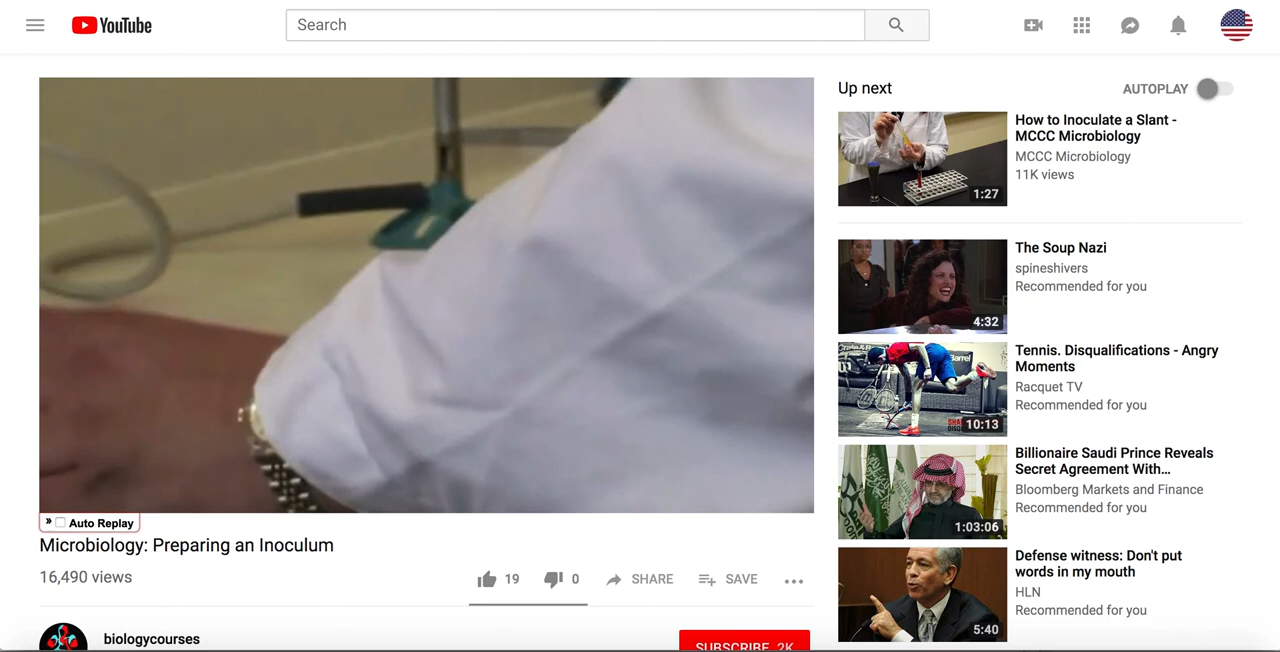 YouTube
Search
Up next
AUTOPLAY
How to Inoculate a Slant -
MCCC Microbiology
MCCC Microbiology
11K views
1:27
The Soup Nazi
spineshivers
Recommended for you
4:32
Tennis. Disqualifications - Angry
Moments
Racquet TV
Recommended for you
10:13
Billionaire Saudi Prince Reveals
Secret Agreement With...
Bloomberg Markets and Finance
Recommended for you
1:03:06
Defense witness: Don't put
words in my mouth
HLN
Recommended for you
5:40
» Auto Replay
Microbiology: Preparing an Inoculum
16,490 views
19
0
SHARE
SAVE
biologycourses
SUBSCRIBE 2K